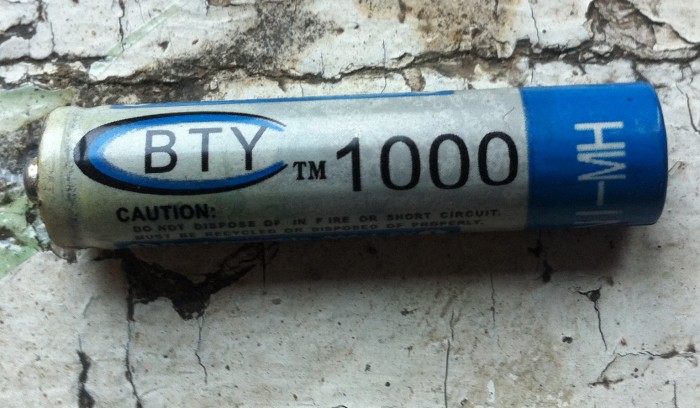 BTY TM 1000
CAUTION:
DO NOT DISPOSE OF IN FIRE OR SHORT CIRCUIT.
MUST BE RECYCLED OR DISPOSED OF PROPERLY.
I-MH